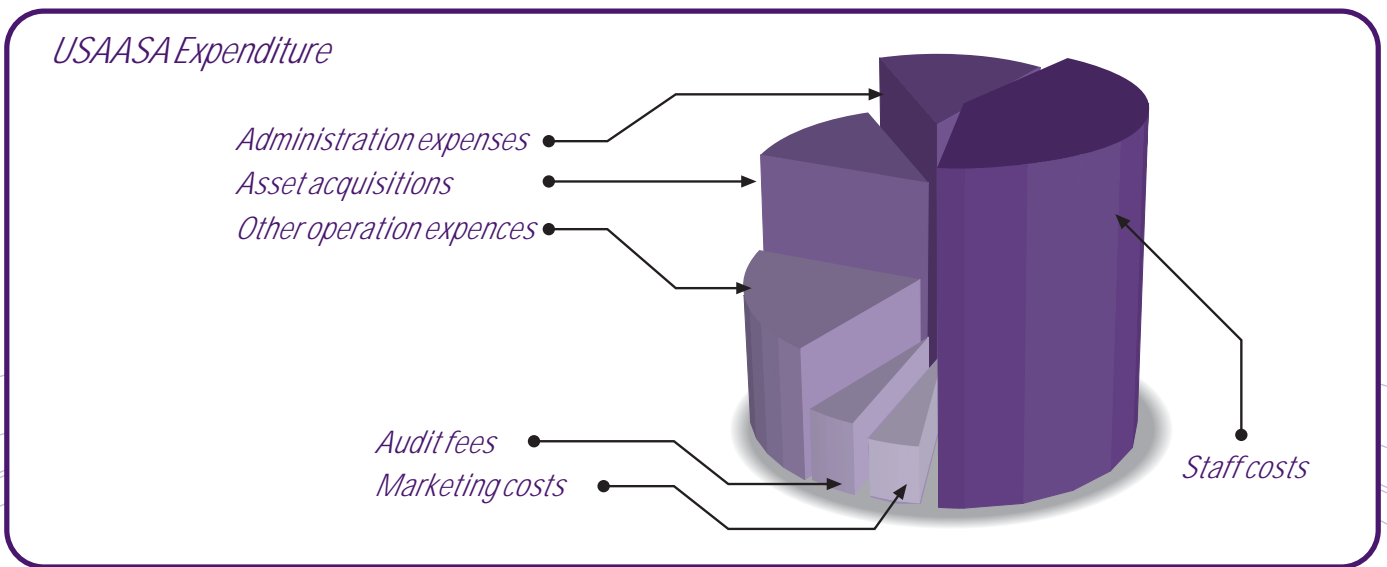 USAASA Expenditure
Administration expenses
Asset acquisitions
Other operation expences
Audit fees
Marketing costs
Staff costs